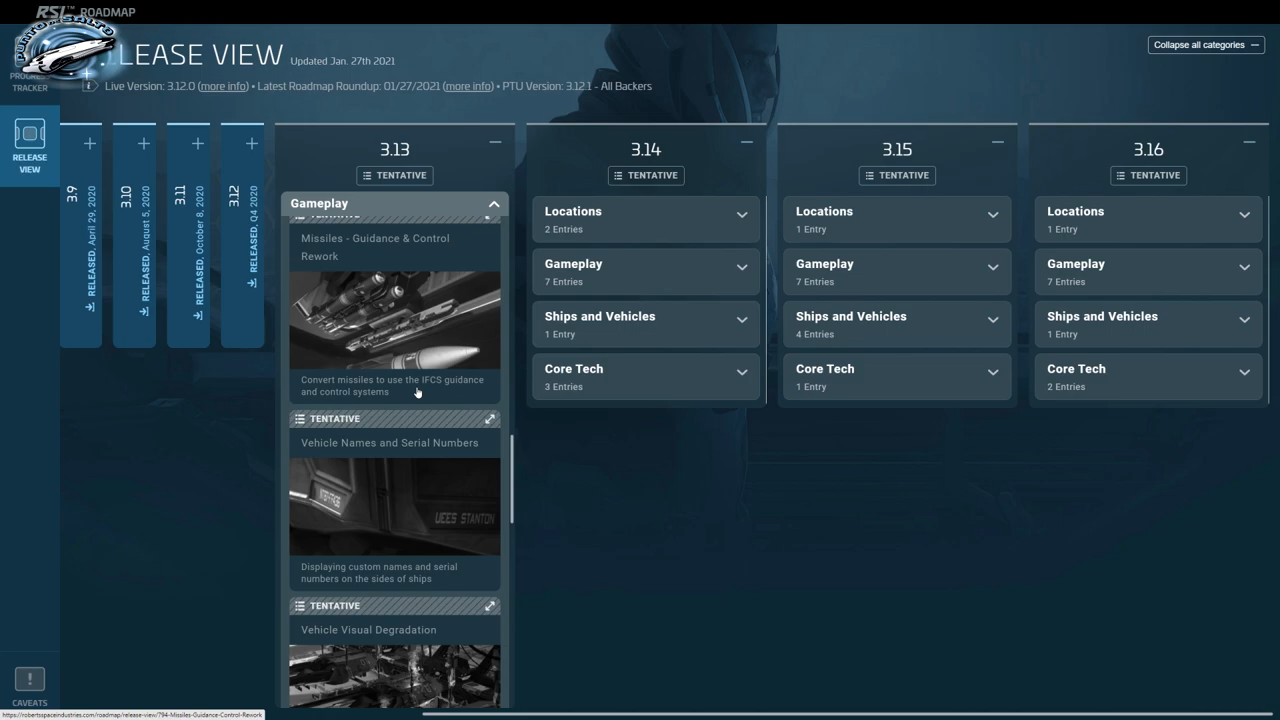 RSI™ ROADMAP
PUNTO DE SALTO
LEASE VIEW Updated Jan. 27th 2021
Collapse all categories
Live Version: 3.12.0 (more info) • Latest Roadmap Roundup: 01/27/2021 (more info) • PTU Version: 3.12.1 - All Backers
PROGRESS
TRACKER
RELEASE
VIEW
3.9
RELEASED, April 29, 2020
3.10
RELEASED, August 5, 2020
3.11
RELEASED, October 8, 2020
3.12
RELEASED, Q4 2020
3.13
TENTATIVE
Gameplay
TENTATIVE
Missiles - Guidance & Control
Rework
Convert missiles to use the IFCS guidance
and control systems
TENTATIVE
Vehicle Names and Serial Numbers
UEES STANTON
Displaying custom names and serial
numbers on the sides of ships
TENTATIVE
Vehicle Visual Degradation
3.14
TENTATIVE
Locations
2 Entries
Gameplay
7 Entries
Ships and Vehicles
1 Entry
Core Tech
3 Entries
3.15
TENTATIVE
Locations
1 Entry
Gameplay
7 Entries
Ships and Vehicles
4 Entries
Core Tech
1 Entry
3.16
TENTATIVE
Locations
1 Entry
Gameplay
7 Entries
Ships and Vehicles
1 Entry
Core Tech
2 Entries
CAVEATS
https://robertsspaceindustries.com/roadmap/release-view/794-Missiles-Guidance-Control-Rework